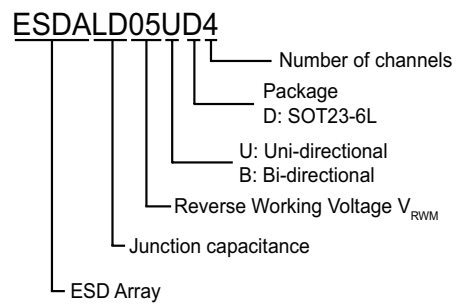 ESDALD05UD4
Number of channels
Package
D: SOT23-6L
U: Uni-directional
B: Bi-directional
Reverse Working Voltage VRWM
Junction capacitance
ESD Array